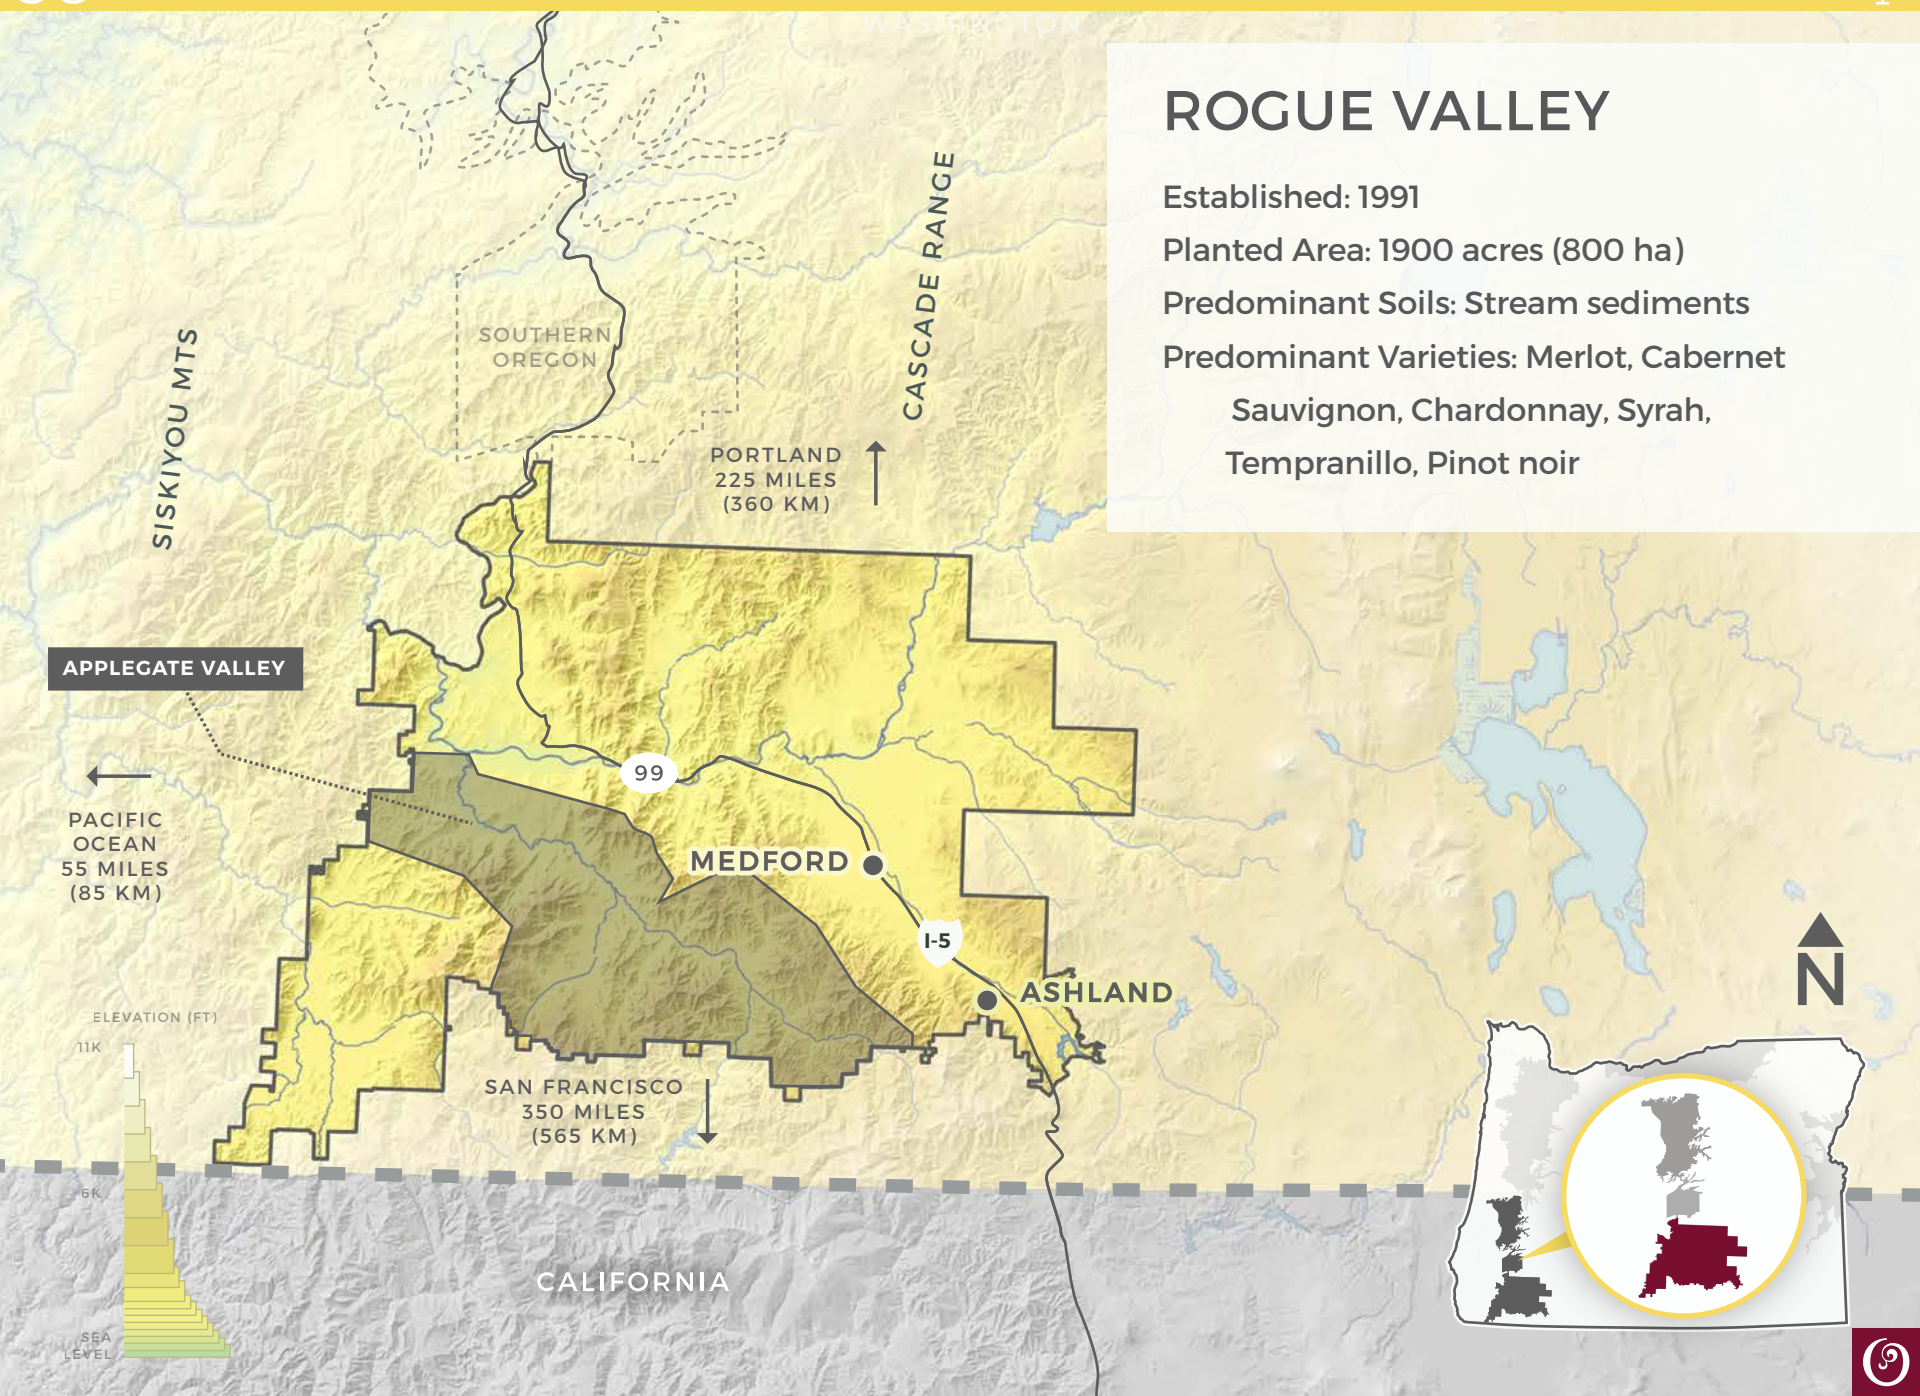 WASHINGTON
ROGUE VALLEY
Established: 1991
Planted Area: 1900 acres (800 ha)
Predominant Soils: Stream sediments
Predominant Varieties: Merlot, Cabernet
Sauvignon, Chardonnay, Syrah,
Tempranillo, Pinot noir
CASCADE RANGE
SISKIYOU MTS
SOUTHERN
OREGON
PORTLAND
225 MILES
(360 KM)
APPLEGATE VALLEY
99
PACIFIC
OCEAN
55 MILES
(85 KM)
MEDFORD
I-5
ASHLAND
N
ELEVATION (FT)
11K
6K
SEA
LEVEL
SAN FRANCISCO
350 MILES
(565 KM)
CALIFORNIA